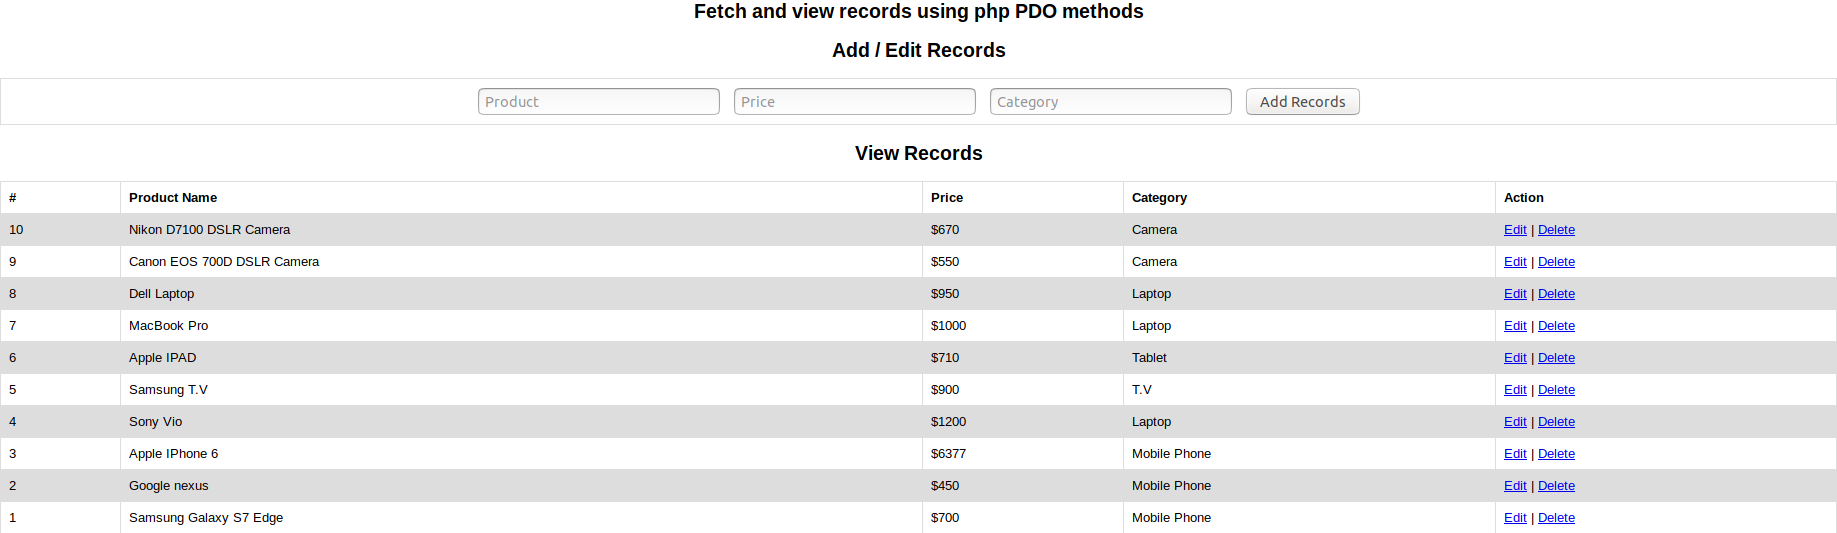 Fetch and view records using php PDO methods
Add / Edit Records
Product Price Category Add Records
View Records
# Product Name Price Category Action
10 Nikon D7100 DSLR Camera $670 Camera Edit | Delete
9 Canon EOS 700D DSLR Camera $550 Camera Edit | Delete
8 Dell Laptop $950 Laptop Edit | Delete
7 MacBook Pro $1000 Laptop Edit | Delete
6 Apple IPAD $710 Tablet Edit | Delete
5 Samsung T.V $900 T.V Edit | Delete
4 Sony Vio $1200 Laptop Edit | Delete
3 Apple IPhone 6 $6377 Mobile Phone Edit | Delete
2 Google nexus $450 Mobile Phone Edit | Delete
1 Samsung Galaxy S7 Edge $700 Mobile Phone Edit | Delete